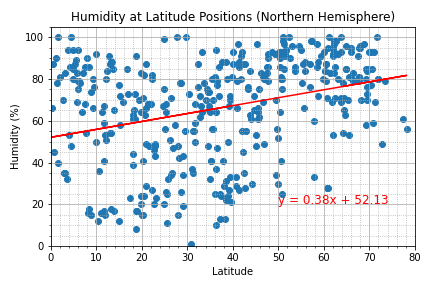 Humidity at Latitude Positions (Northern Hemisphere)
100
80
60
40
20
0
Humidity (%)
y = 0.38x + 52.13
0 10 20 30 40 50 60 70 80
Latitude